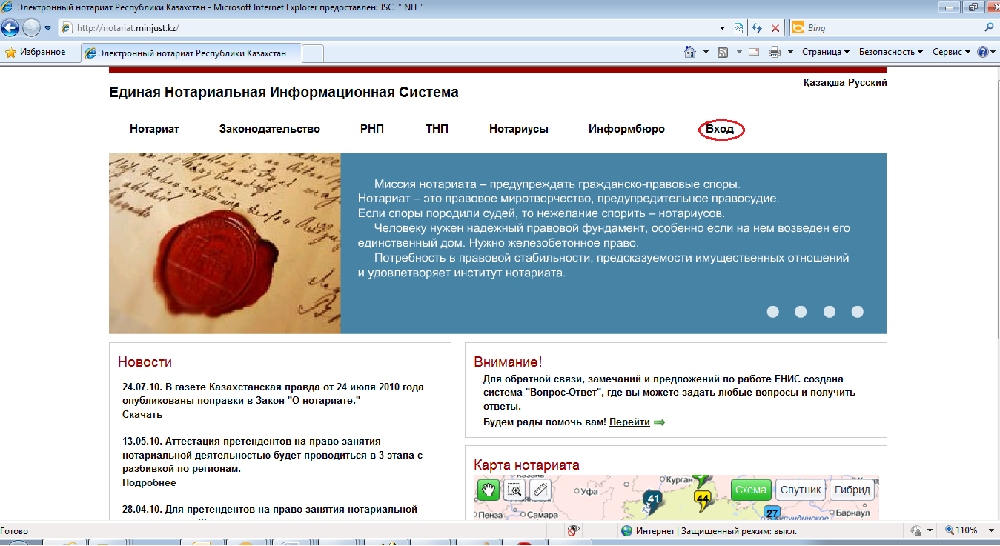 Электронный нотариат Республики Казахстан - Microsoft Internet Explorer предоставлен: JSC " NIT "
http://notariat.minjust.kz/
Bing
Избранное
Электронный нотариат Республики Казахстан
Страница
Безопасность
Сервис
Қазақша Русский
Единая Нотариальная Информационная Система
Нотариат Законодательство РНП ТНП Нотариусы Информбюро Вход
Миссия нотариата – предупреждать гражданско-правовые споры.
Нотариат – это правовое миротворчество, предупредительное правосудие.
Если споры породили судей, то нежелание спорить – нотариусов.
Человеку нужен надежный правовой фундамент, особенно если на нем возведен его
единственный дом. Нужно железобетонное право.
Потребность в правовой стабильности, предсказуемости имущественных отношений
и удовлетворяет институт нотариата.
Новости
24.07.10. В газете Казахстанская правда от 24 июля 2010 года
опубликованы поправки в Закон "О нотариате."
Скачать
13.05.10. Аттестация претендентов на право занятия
нотариальной деятельностью будет проводиться в 3 этапа с
разбивкой по регионам.
Подробнее
28.04.10. Для претендентов на право занятия нотариальной
Внимание!
Для обратной связи, замечаний и предложений по работе ЕНИС создана
система "Вопрос-Ответ", где вы можете задать любые вопросы и получить
ответы.
Будем рады помочь вам! Перейти
Карта нотариата
Казань
Курган
Уфа
Схема
Спутник
Гибрид
41
44
27
Пенза
Самара
Барнаул
Готово
Интернет | Защищенный режим: выкл.
110%